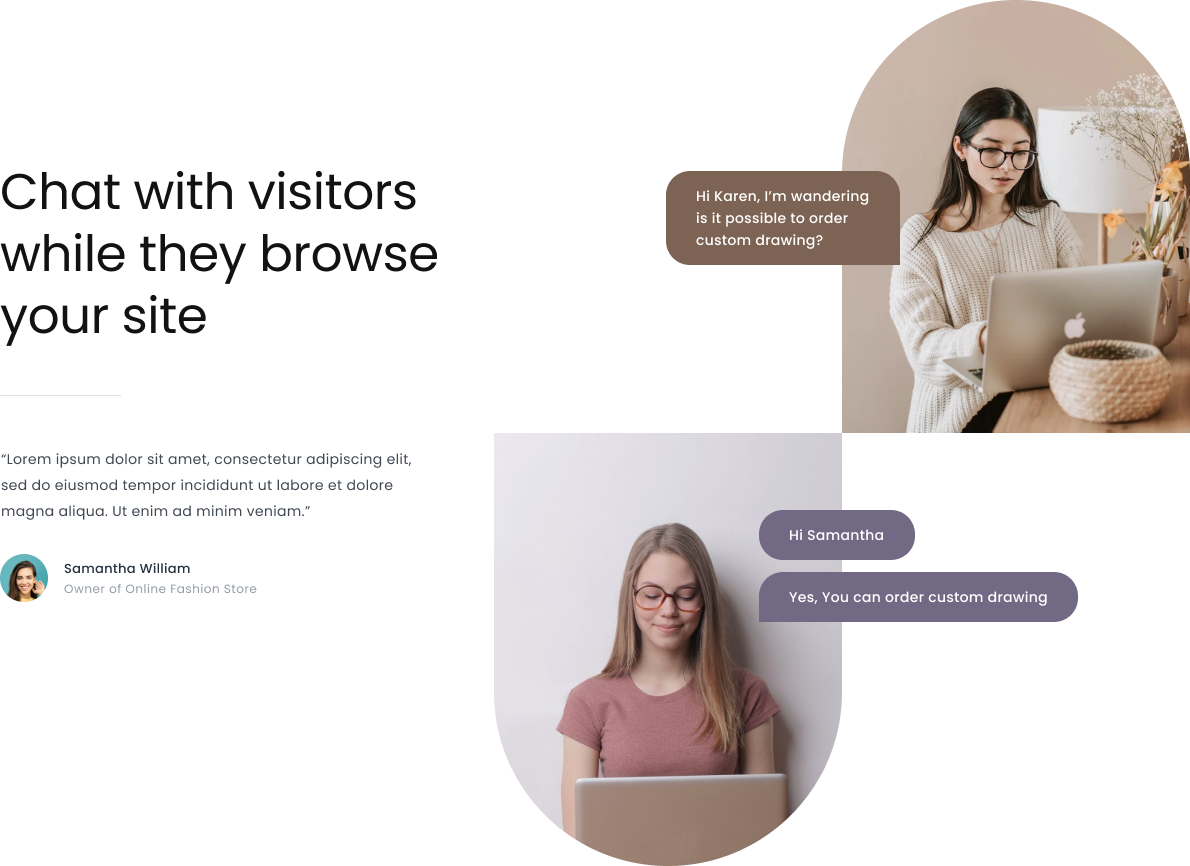 Chat with visitors
while they browse
your site
“Lorem ipsum dolor sit amet, consectetur adipiscing elit,
sed do eiusmod tempor incididunt ut labore et dolore
magna aliqua. Ut enim ad minim veniam.”
Samantha William
Owner of Online Fashion Store
Hi Karen, I’m wandering
is it possible to order
custom drawing?
Hi Samantha
Yes, You can order custom drawing